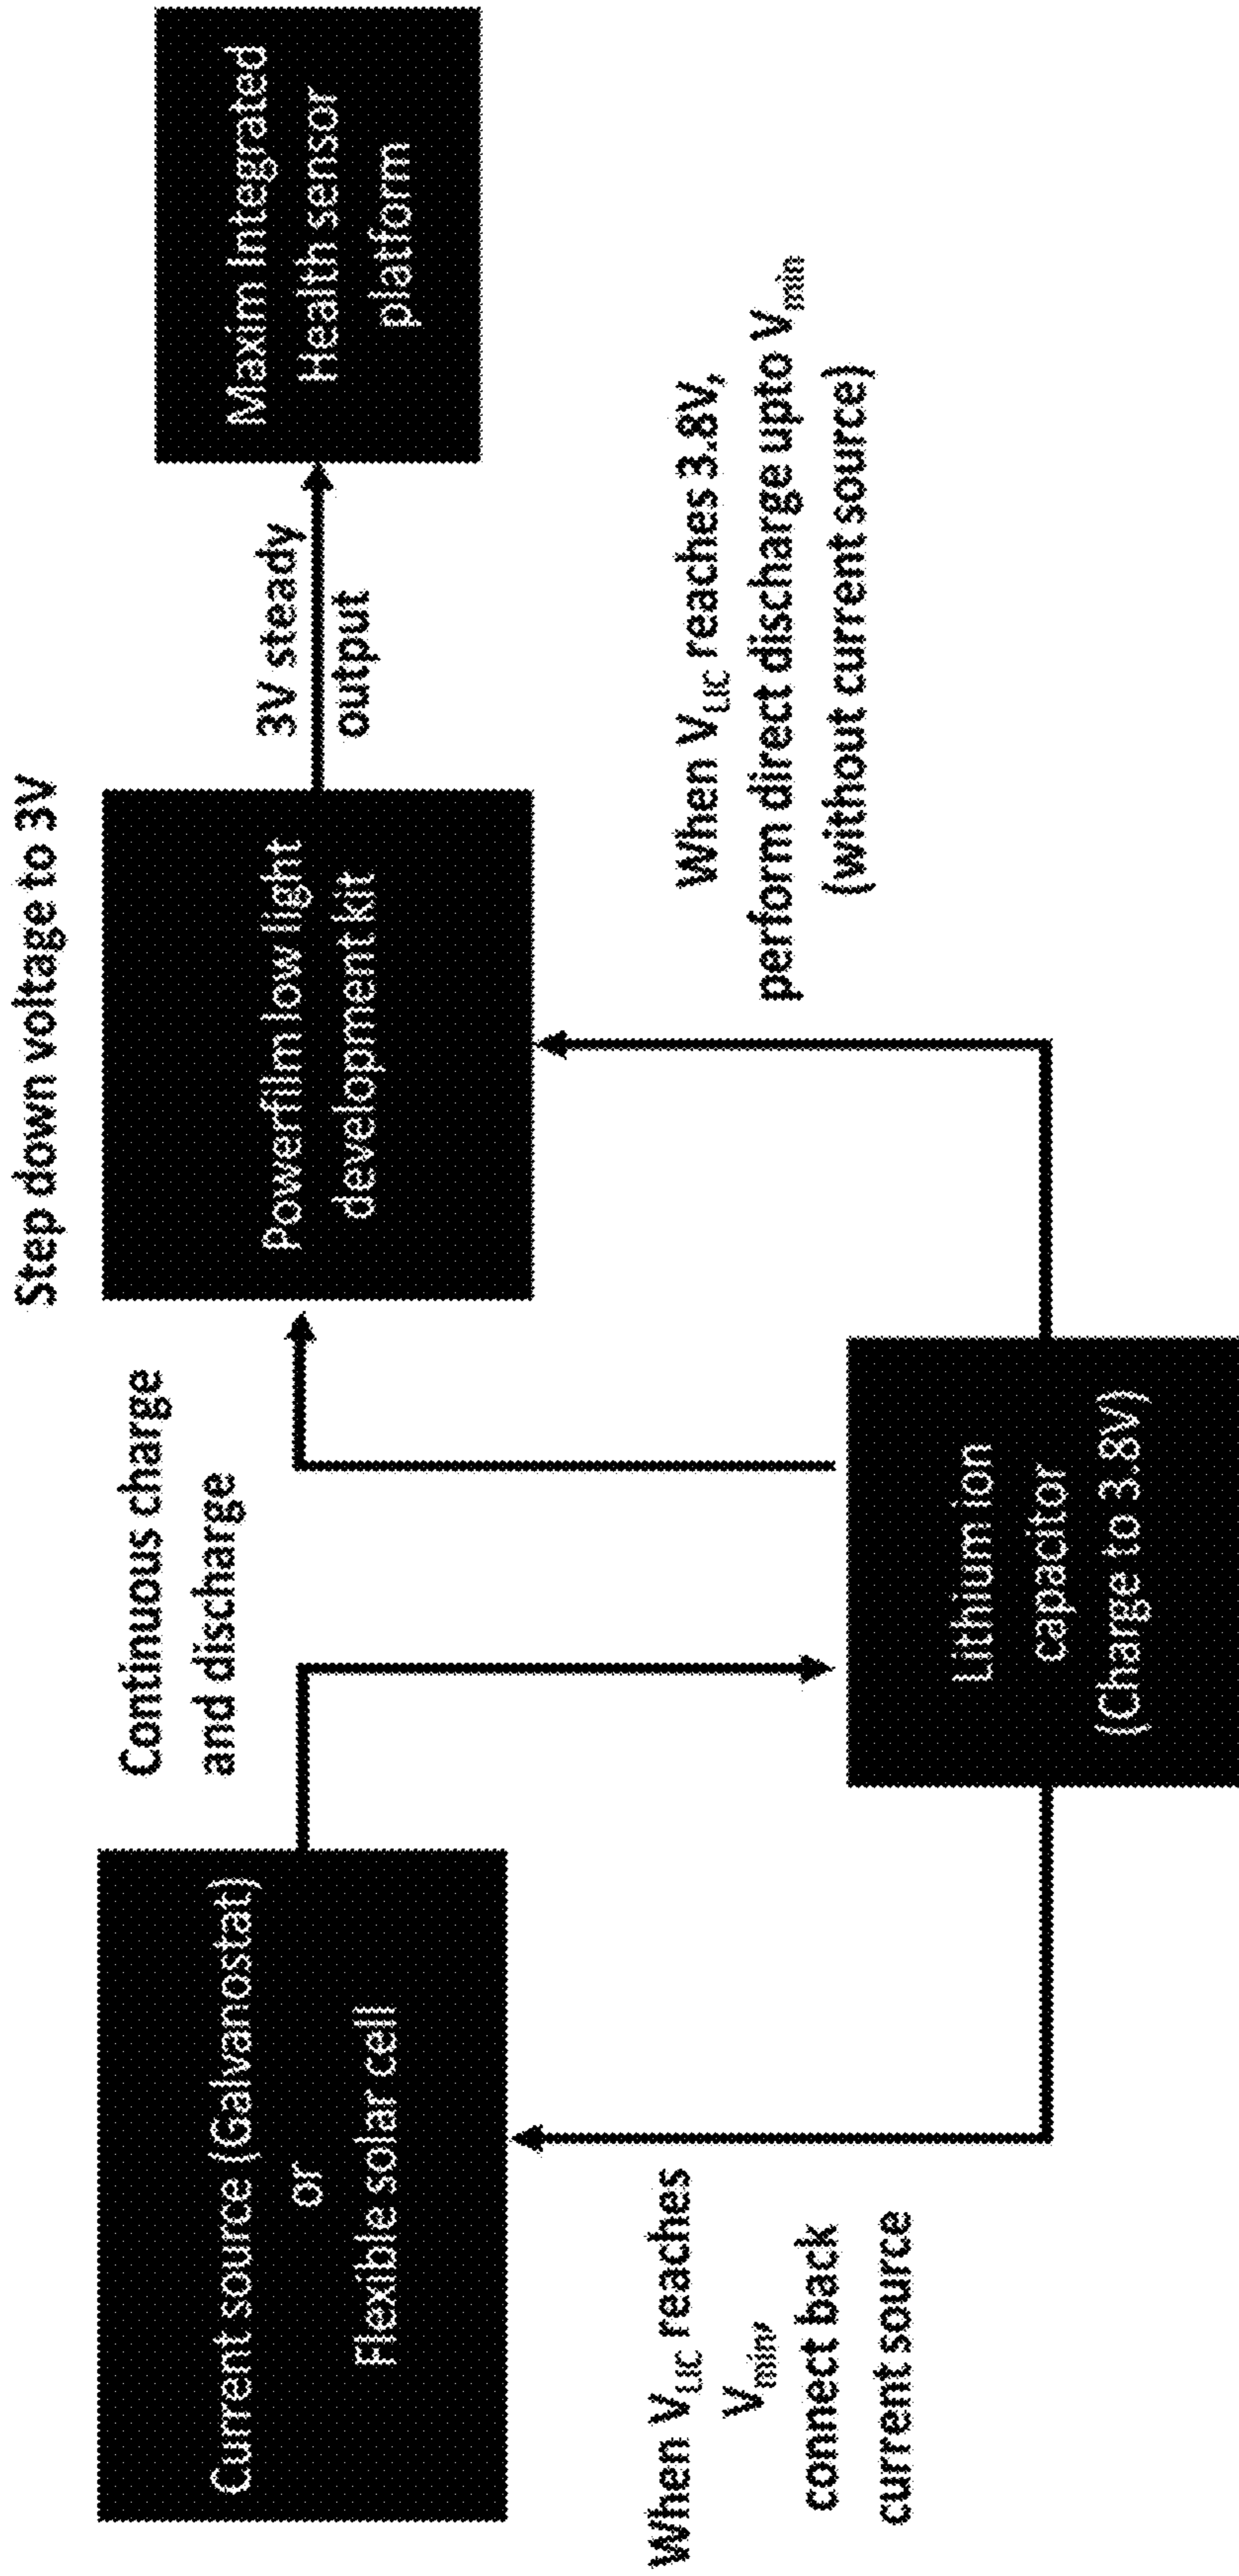 Step down voltage to 3V
Continuous charge
and discharge
Current source (Galvanostat)
or
Flexible solar cell
Powerfilm low light
development kit
3V steady
output
Maxim Integrated
Health sensor
platform
When V_LIC reaches
V_min,
connect back
current source
Lithium ion
capacitor
(Charge to 3.8V)
When V_LIC reaches 3.8V,
perform direct discharge upto V_min
(without current source)